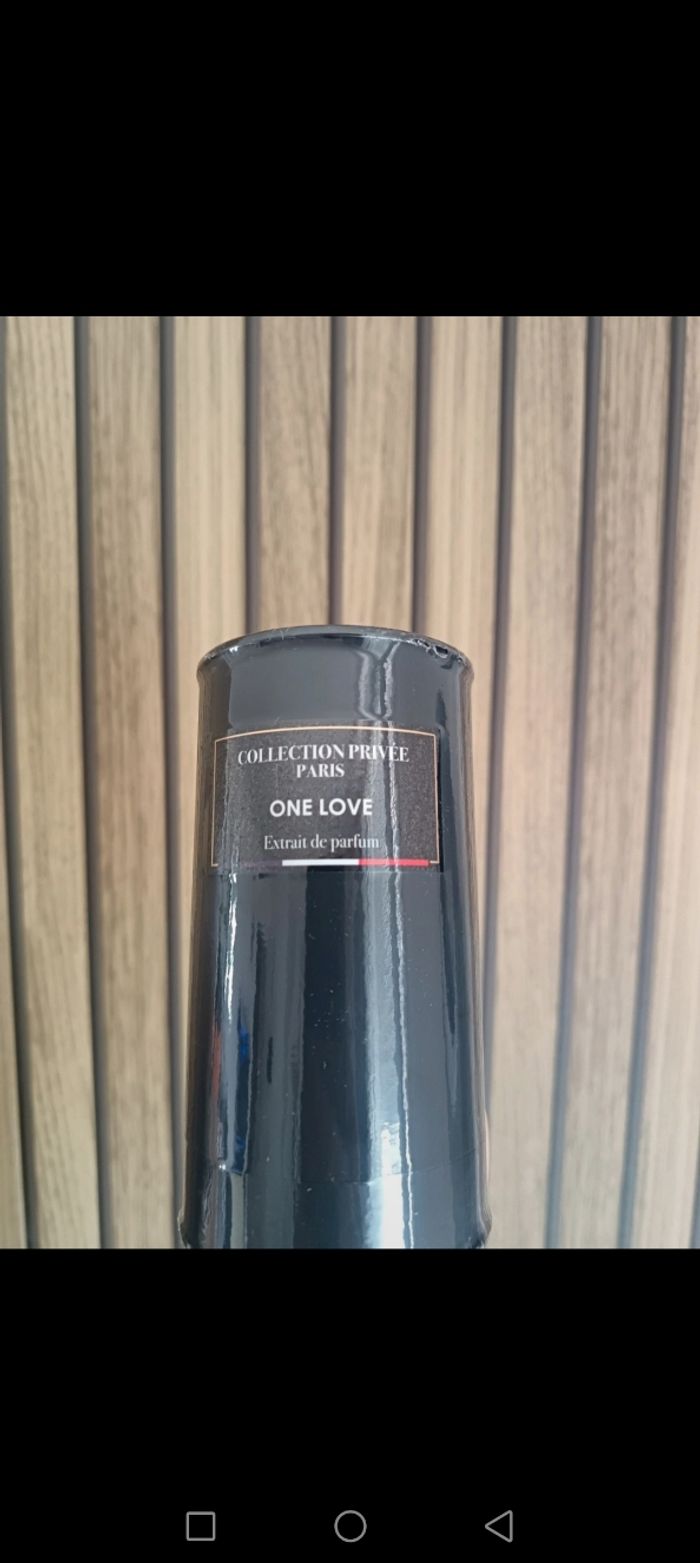 COLLECTION PRIVÉE
PARIS
ONE LOVE
Extrait de parfum